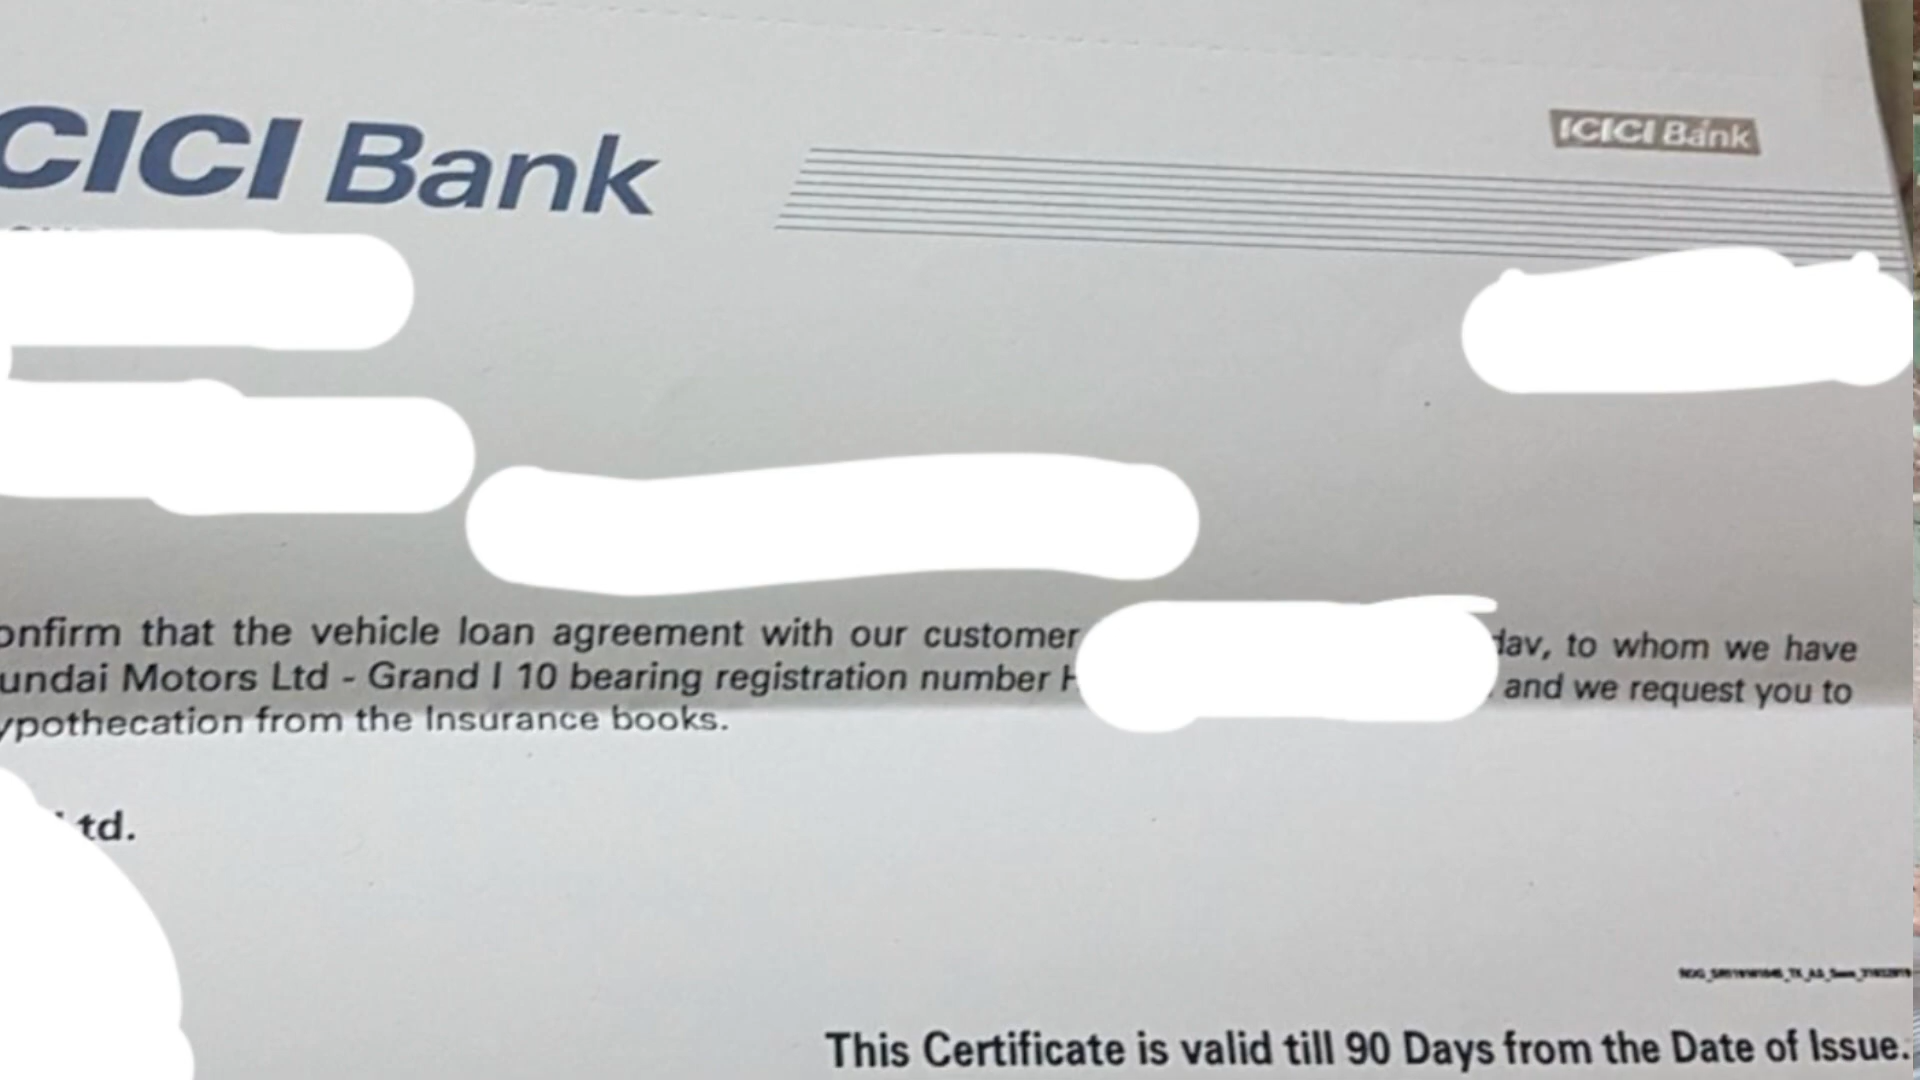 CICI Bank
ICICI Bank
onfirm that the vehicle loan agreement with our customer dav, to whom we have
undai Motors Ltd - Grand I 10 bearing registration number H and we request you to
ypothecation from the Insurance books.
td.
This Certificate is valid till 90 Days from the Date of Issue.